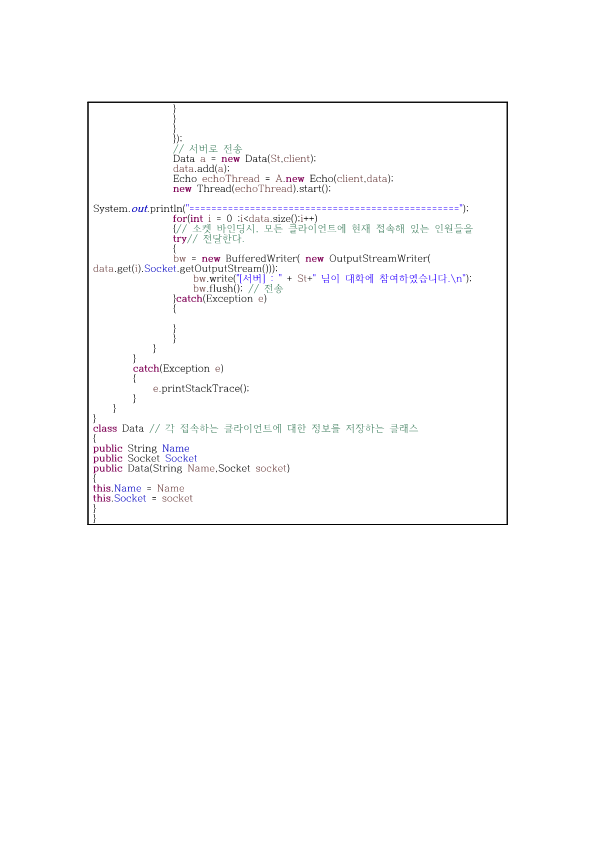 }
}
}
});
// 서버로 전송
Data a = new Data(St,client);
data.add(a);
Echo echoThread = A.new Echo(client,data);
new Thread(echoThread).start();
System.out.println("================================================");
for(int i = 0 ;i<data.size();i++)
{// 소켓 바인딩시, 모든 클라이언트에 현재 접속해 있는 인원들을
try// 전달한다.
{
bw = new BufferedWriter( new OutputStreamWriter(
data.get(i).Socket.getOutputStream()));
bw.write("[서버] : " + St+" 님이 대화에 참여하였습니다.\n");
bw.flush(); // 전송
}catch(Exception e)
{
}
}
}
}
catch(Exception e)
{
e.printStackTrace();
}
}
}
class Data // 각 접속하는 클라이언트에 대한 정보를 저장하는 클래스
{
public String Name
public Socket Socket
public Data(String Name,Socket socket)
{
this.Name = Name
this.Socket = socket
}
}